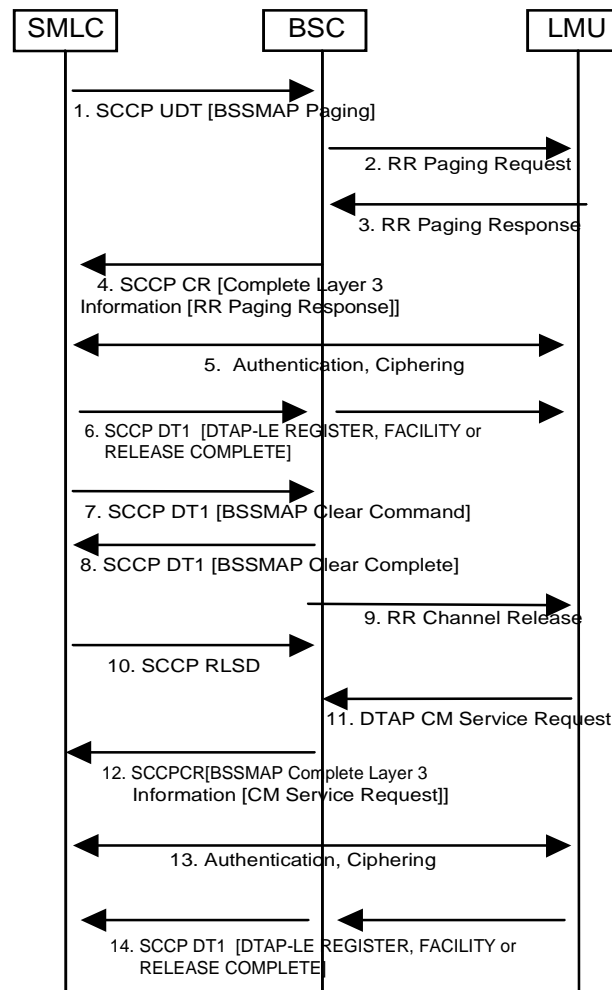 SMLC BSC LMU
1. SCCP UDT [BSSMAP Paging]
2. RR Paging Request
3. RR Paging Response
4. SCCP CR [Complete Layer 3
Information [RR Paging Response]]
5. Authentication, Ciphering
6. SCCP DT1 [DTAP-LE REGISTER, FACILITY or
RELEASE COMPLETE]
7. SCCP DT1 [BSSMAP Clear Command]
8. SCCP DT1 [BSSMAP Clear Complete]
9. RR Channel Release
10. SCCP RLSD
11. DTAP CM Service Request
12. SCCPCR[BSSMAP Complete Layer 3
Information [CM Service Request]]
13. Authentication, Ciphering
14. SCCP DT1 [DTAP-LE REGISTER, FACILITY or
RELEASE COMPLETE]